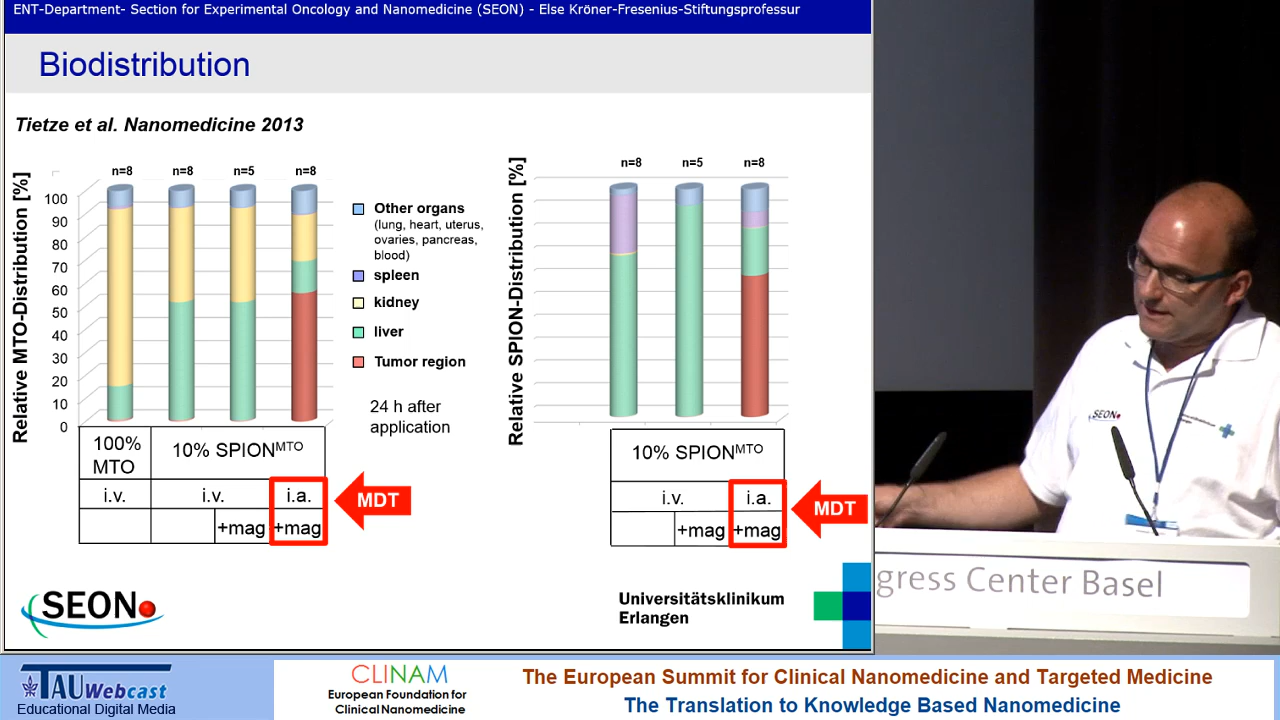 ENT-Department- Section for Experimental Oncology and Nanomedicine (SEON) - Else Kröner-Fresenius-Stiftungsprofessur
Biodistribution
Tietze et al. Nanomedicine 2013
Relative MTO-Distribution [%]
n=8
n=8
n=5
n=8
100
90
80
70
60
50
40
30
20
10
0
100%
MTO
10% SPIONMTO
i.v.
i.v.
i.a.
+mag
+mag
MDT
Other organs
(lung, heart, uterus,
ovaries, pancreas,
blood)
spleen
kidney
liver
Tumor region
24 h after
application
Relative SPION-Distribution [%]
n=8
n=5
n=8
10% SPIONMTO
i.v.
i.a.
+mag
+mag
MDT
SEON
Universitätsklinikum
Erlangen
SEON
gress Center Basel
TAU Webcast
Educational Digital Media
CLINAM
European Foundation for
Clinical Nanomedicine
The European Summit for Clinical Nanomedicine and Targeted Medicine
The Translation to Knowledge Based Nanomedicine